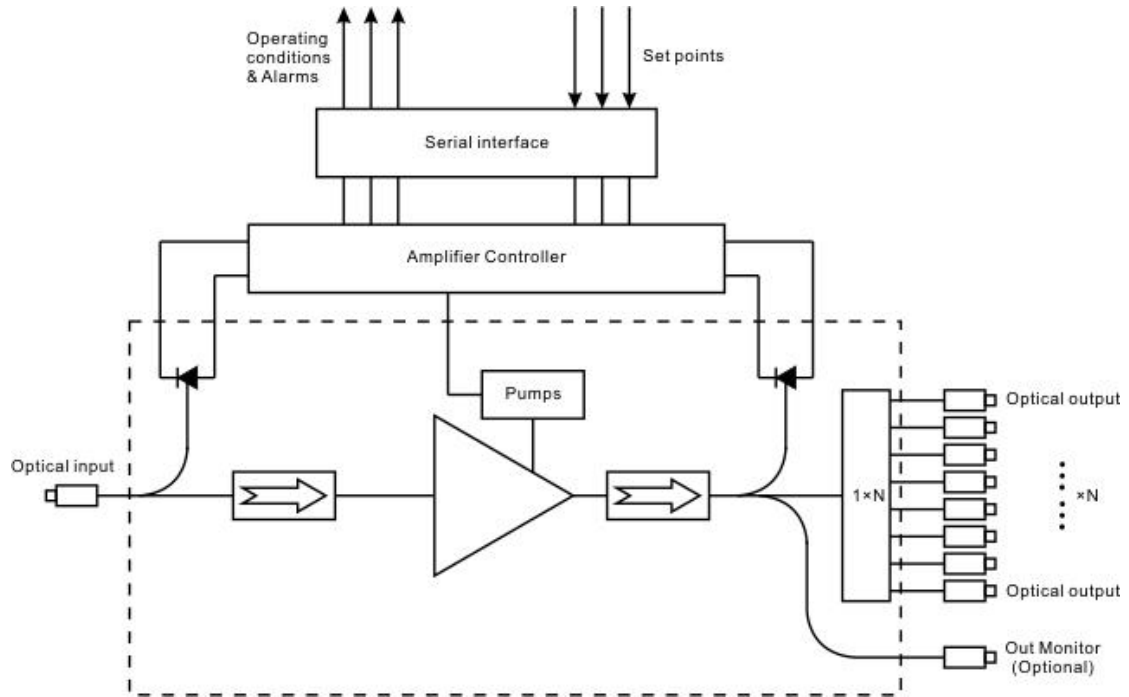 Operating
conditions
& Alarms
Set points
Serial interface
Amplifier Controller
Pumps
Optical output
Optical input
1×N
×N
Optical output
Out Monitor
(Optional)